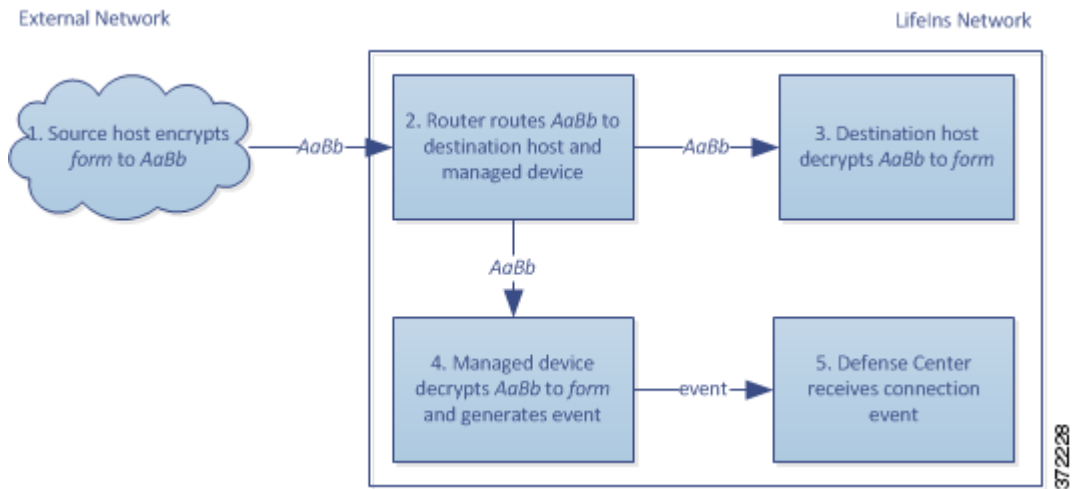 External Network
LifeIns Network
1. Source host encrypts
form to AaBb
AaBb
2. Router routes AaBb to
destination host and
managed device
AaBb
3. Destination host
decrypts AaBb to form
AaBb
4. Managed device
decrypts AaBb to form
and generates event
event
5. Defense Center
receives connection
event
372228